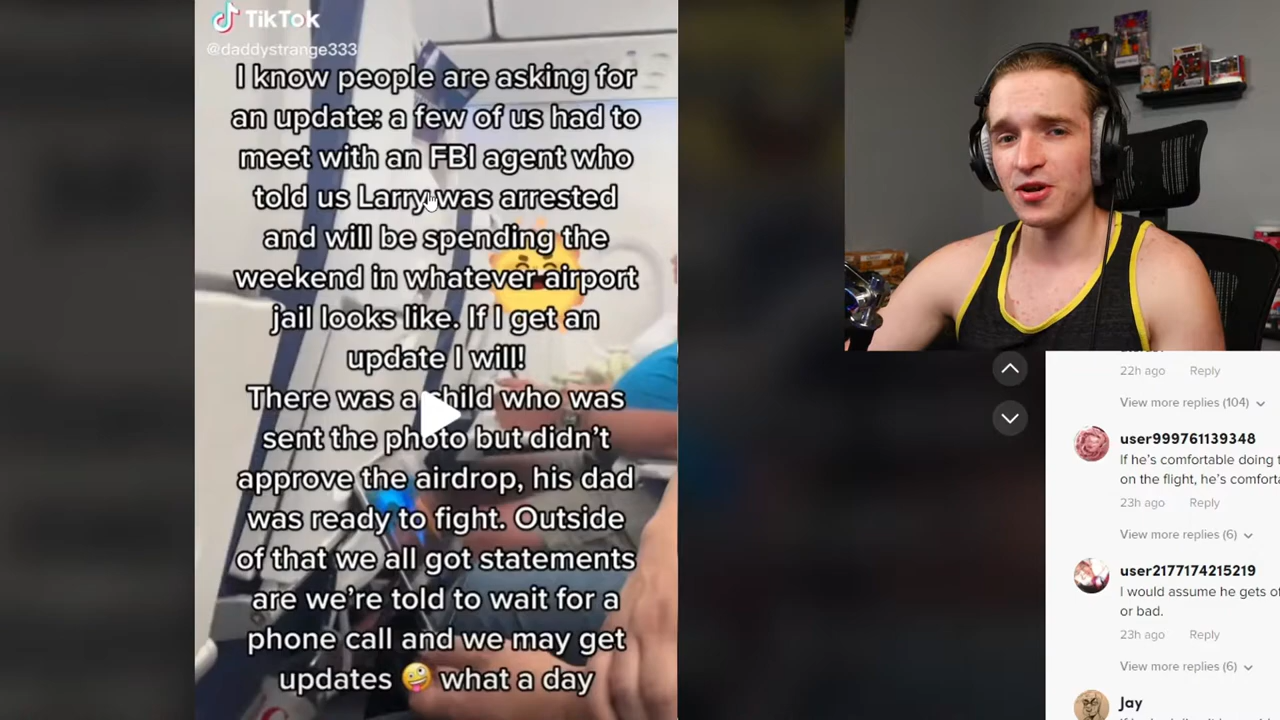 TikTok
@daddystrange333
I know people are asking for
an update: a few of us had to
meet with an FBI agent who
told us Larry was arrested
and will be spending the
weekend in whatever airport
jail looks like. If I get an
update I will!
There was a child who was
sent the photo but didn't
approve the airdrop, his dad
was ready to fight. Outside
of that we all got statements
are we're told to wait for a
phone call and we may get
updates 🤪 what a day
22h ago Reply
View more replies (104)
user999761139348
If he's comfortable doing
on the flight, he's
23h ago Reply
View more replies (6)
user2177174215219
I would assume he gets
or bad.
23h ago Reply
View more replies (6)
Jay